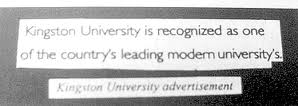 Kingston University is recognized as one
of the country's leading modern university's.
Kingston University advertisement